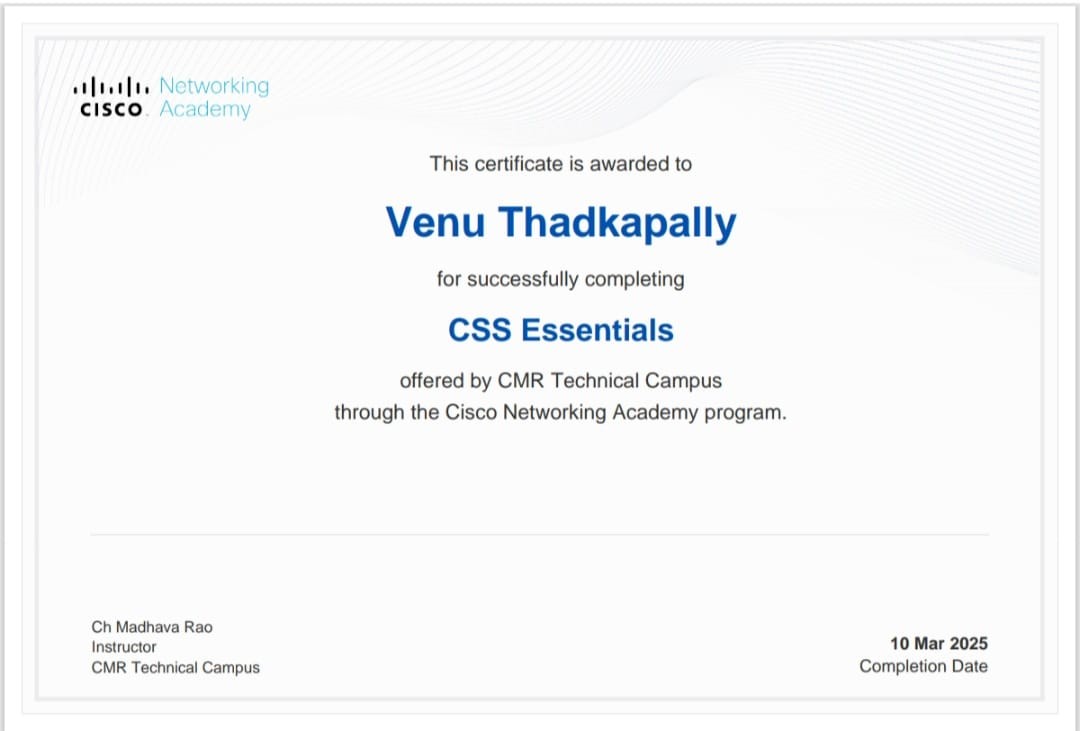 Networking
CISCO. Academy
This certificate is awarded to
Venu Thadkapally
for successfully completing
CSS Essentials
offered by CMR Technical Campus
through the Cisco Networking Academy program.
Ch Madhava Rao
Instructor
CMR Technical Campus
10 Mar 2025
Completion Date